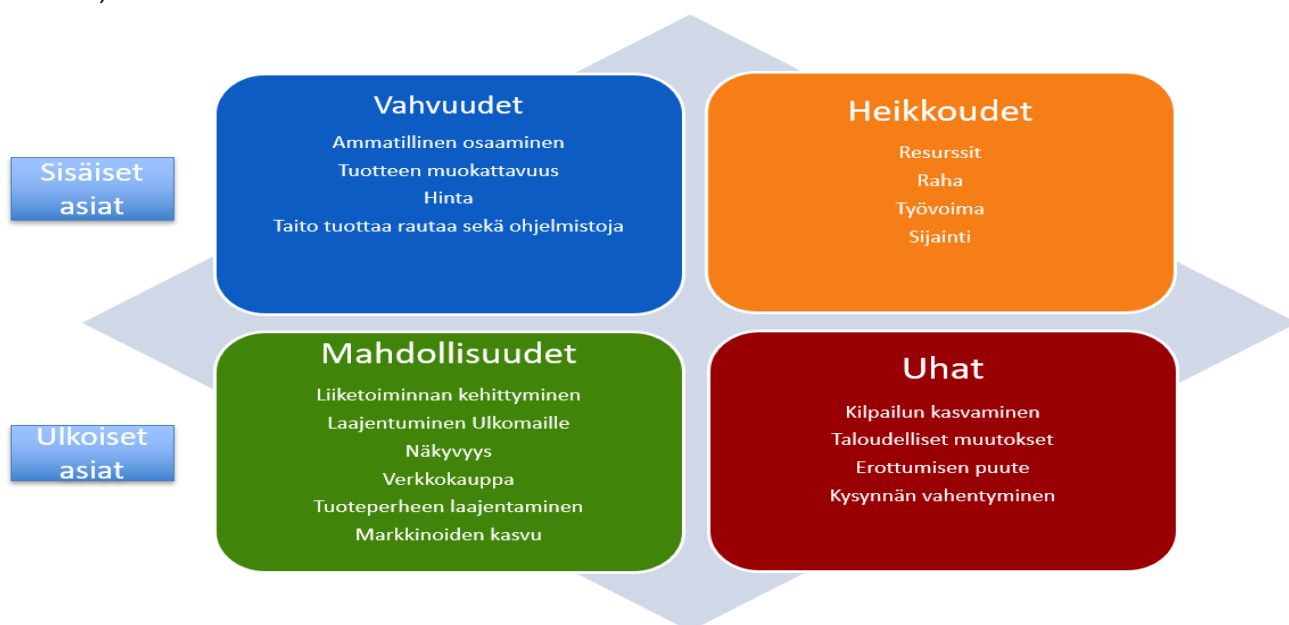 Vahvuudet
Ammatillinen osaaminen
Tuotteen muokattavuus
Hinta
Taito tuottaa rautaa sekä ohjelmistoja
Heikkoudet
Resurssit
Raha
Työvoima
Sijainti
Sisäiset
asiat
Mahdollisuudet
Liiketoiminnan kehittyminen
Laajentuminen Ulkomaille
Näkyvyys
Verkkokauppa
Tuoteperheen laajentaminen
Markkinoiden kasvu
Uhat
Kilpailun kasvaminen
Taloudelliset muutokset
Erottumisen puute
Kysynnän vahentyminen
Ulkoiset
asiat